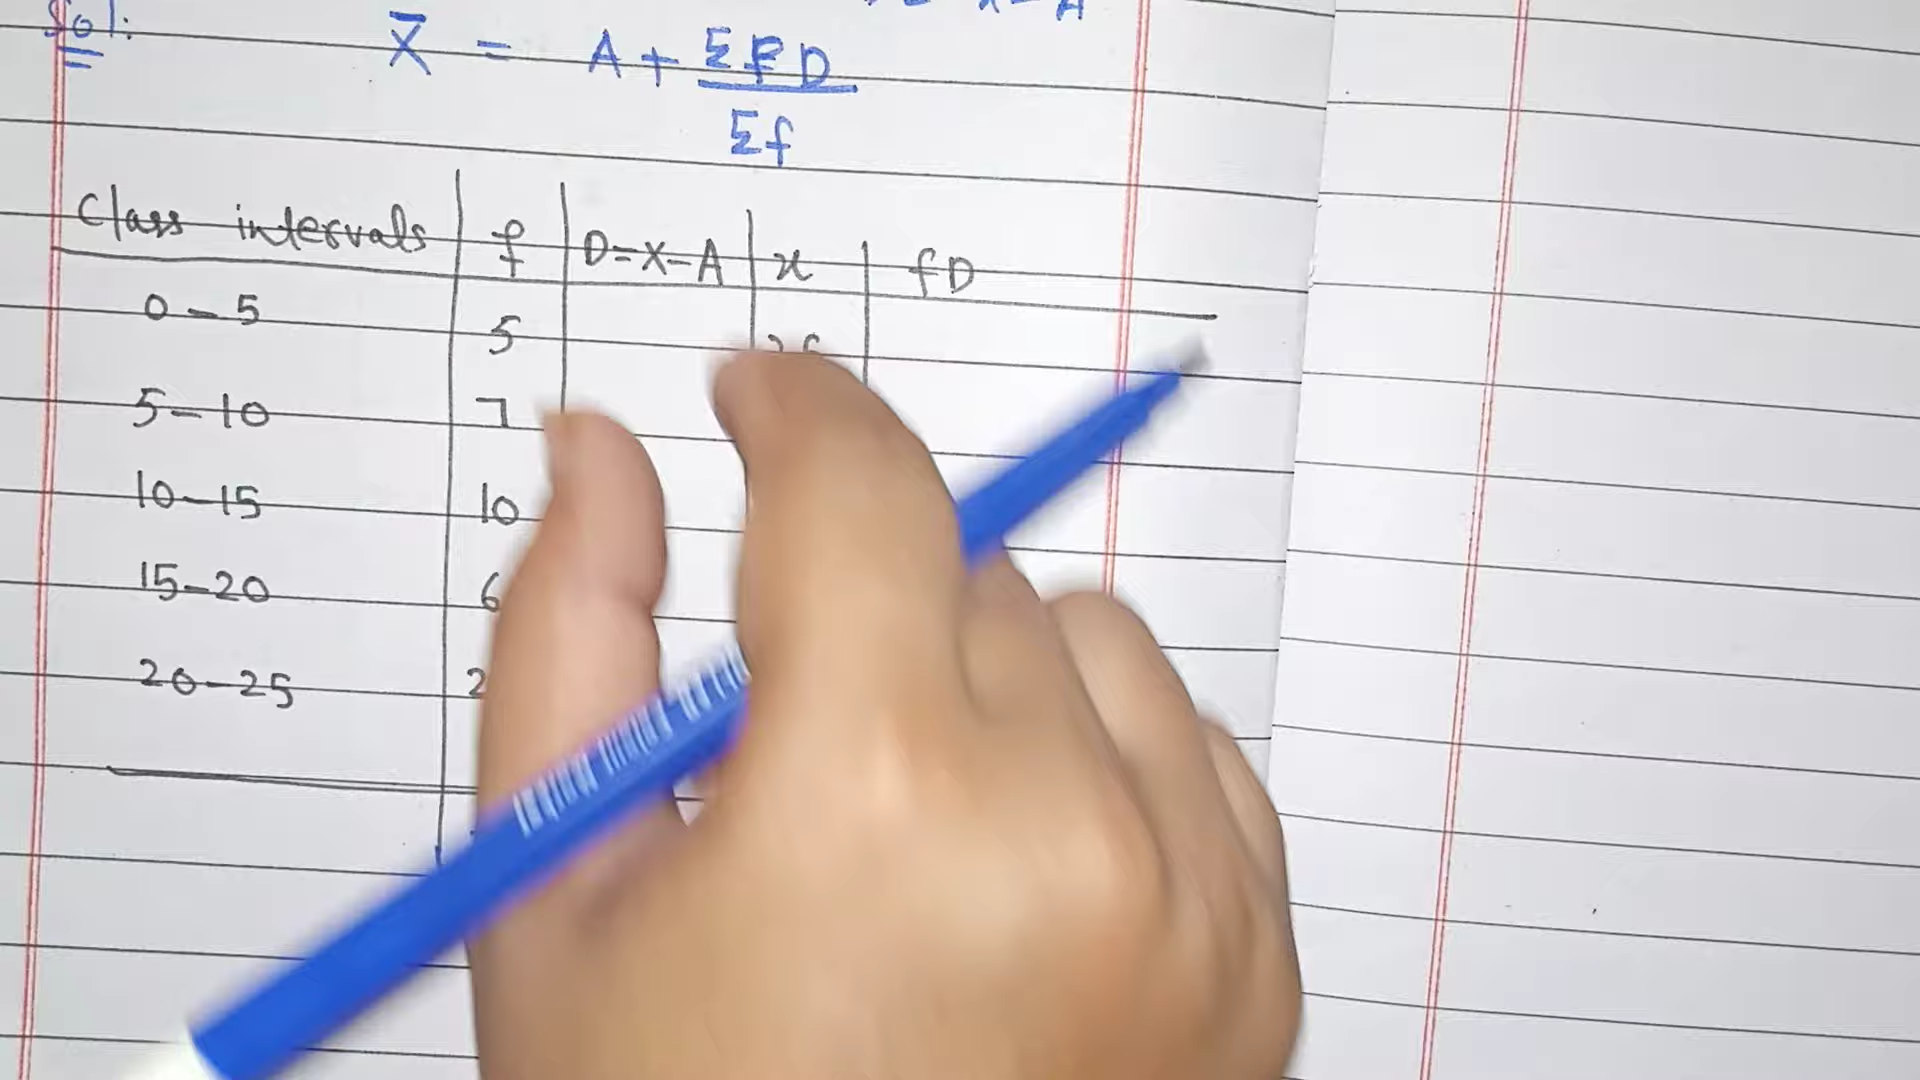 Sol:
X̄ = A + ΣfD
Σf
Class intervals f D=X-A x fD
0-5 5
5-10 7
10-15 10
15-20 6
20-25 2